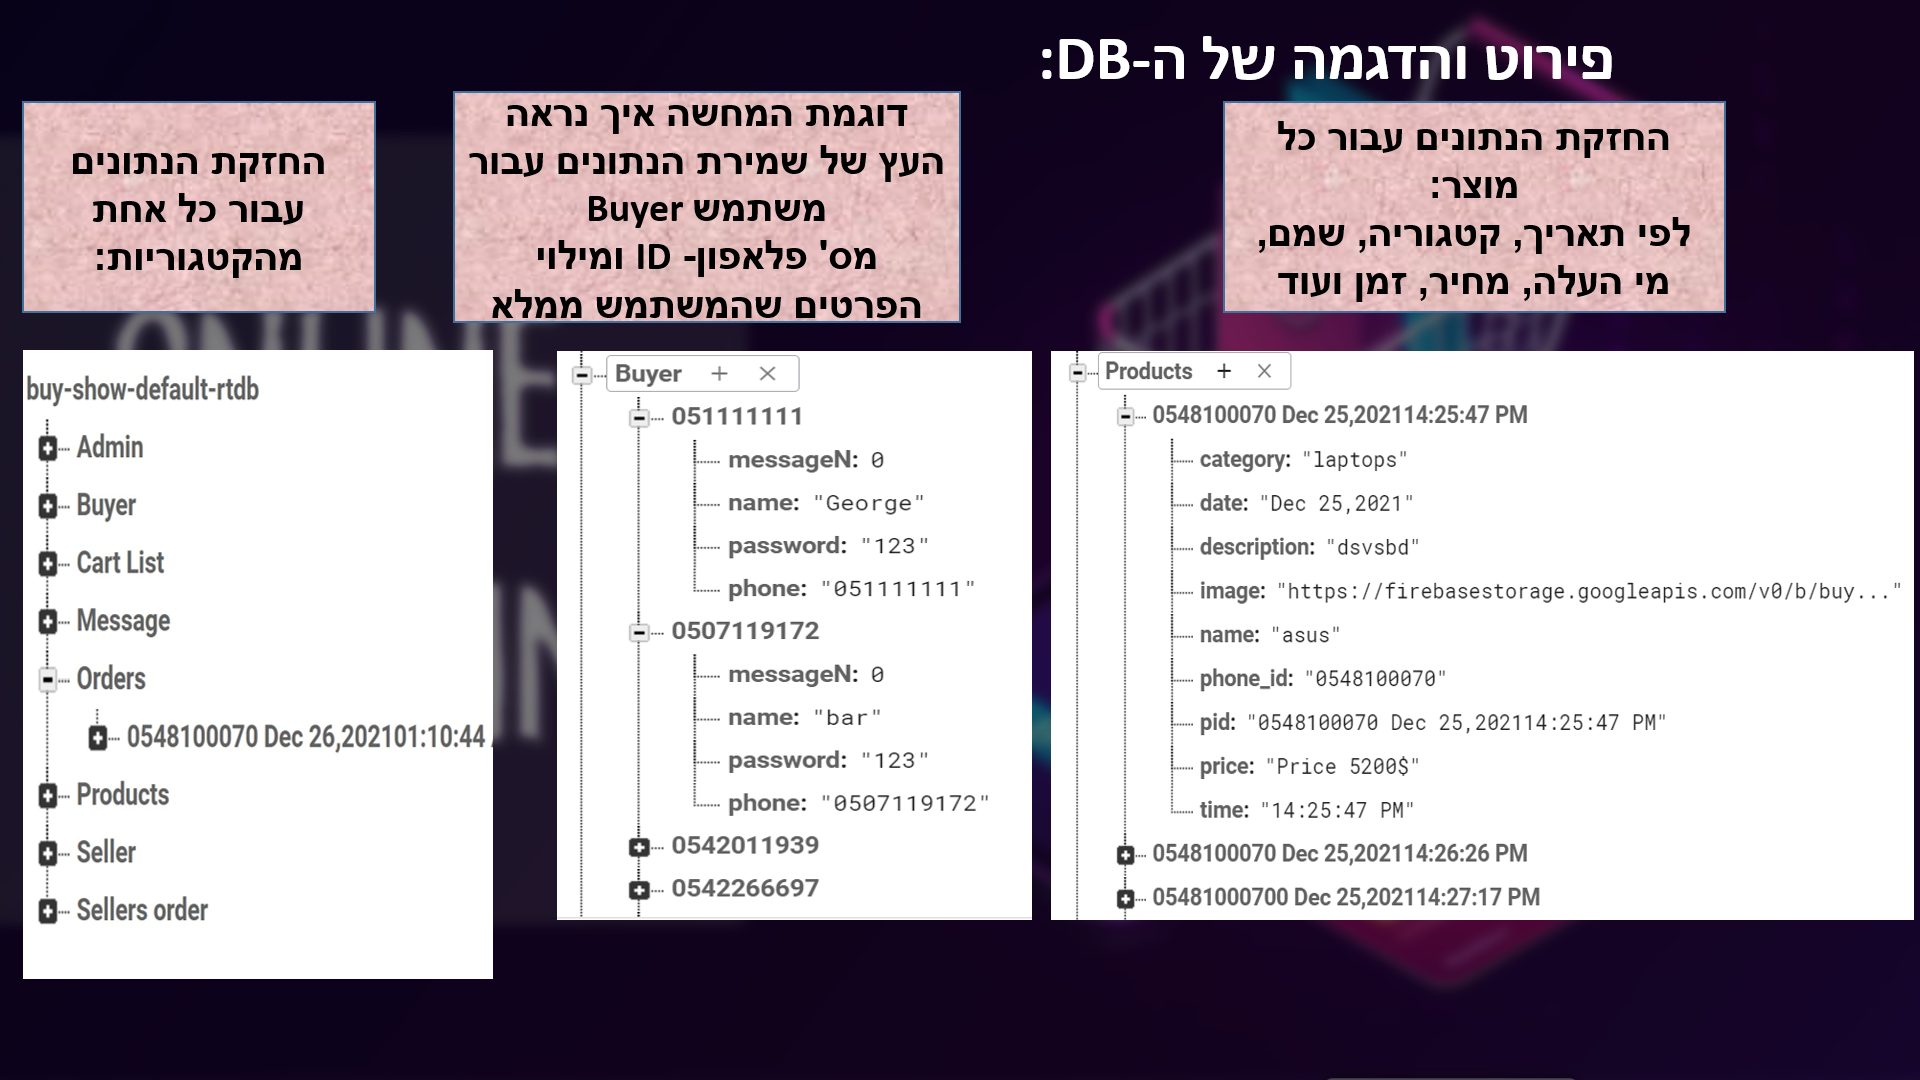 פירוט והדגמה של ה-DB:
החזקת הנתונים עבור כל
מוצר:
לפי תאריך, קטגוריה, שמם,
מי העלה, מחיר, זמן ועוד
דוגמת המחשה איך נראה
העץ של שמירת הנתונים עבור
משתמש Buyer
מס' פלאפון- ID ומילוי
הפרטים שהמשתמש ממלא
החזקת הנתונים
עבור כל אחת
מהקטגוריות:
buy-show-default-rtdb
Admin
Buyer
Cart List
Message
Orders
0548100070 Dec 26,202101:10:44
Products
Seller
Sellers order
Buyer + ×
051111111
messageN: 0
name: "George"
password: "123"
phone: "051111111"
0507119172
messageN: 0
name: "bar"
password: "123"
phone: "0507119172"
0542011939
0542266697
Products + ×
0548100070 Dec 25,202114:25:47 PM
category: "laptops"
date: "Dec 25,2021"
description: "dsvsbd"
image: "https://firebasestorage.googleapis.com/v0/b/buy..."
name: "asus"
phone_id: "0548100070"
pid: "0548100070 Dec 25,202114:25:47 PM"
price: "Price 5200$"
time: "14:25:47 PM"
0548100070 Dec 25,202114:26:26 PM
05481000700 Dec 25,202114:27:17 PM